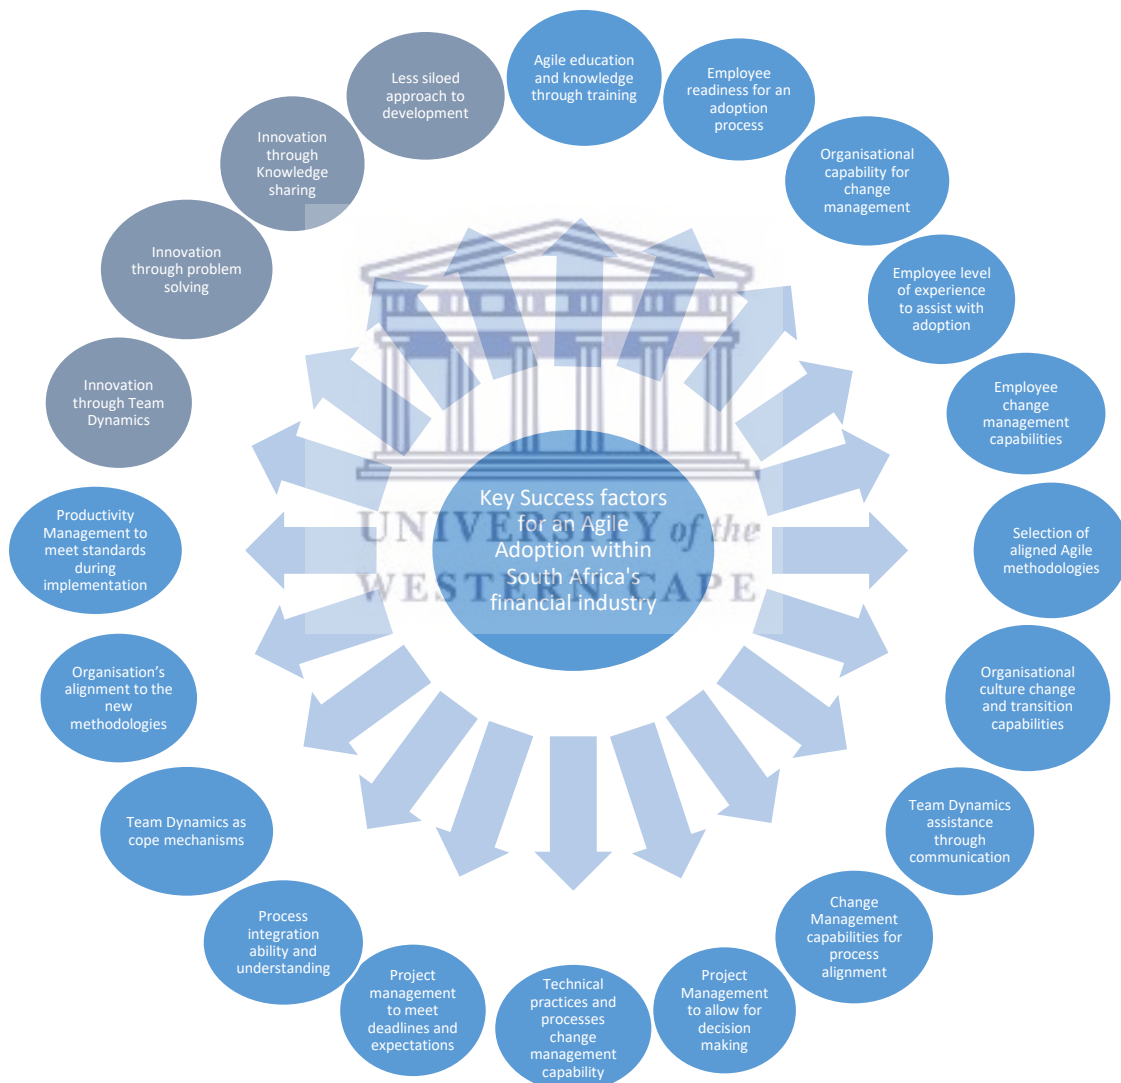 Agile education
and knowledge
through training
Employee
readiness for an
adoption
process
Organisational
capability for
change
management
Employee level
of experience
to assist with
adoption
Employee
change
management
capabilities
Selection of
aligned Agile
methodologies
Organisational
culture change
and transition
capabilities
Team Dynamics
assistance
through
communication
Change
Management
capabilities for
process
alignment
Project
Management
to allow for
decision
making
Technical
practices and
processes
change
management
capability
Project
management
to meet
deadlines and
expectations
Process
integration
ability and
understanding
Team Dynamics as
cope mechanisms
Organisation's
alignment to the
new
methodologies
Productivity
Management to
meet standards
during
implementation
Innovation
through Team
Dynamics
Innovation
through problem
solving
Innovation
through
Knowledge
sharing
Less siloed
approach to
development
Key Success factors
for an Agile
Adoption within
South Africa's
financial industry
UNIVERSITY of the
WESTERN CAPE